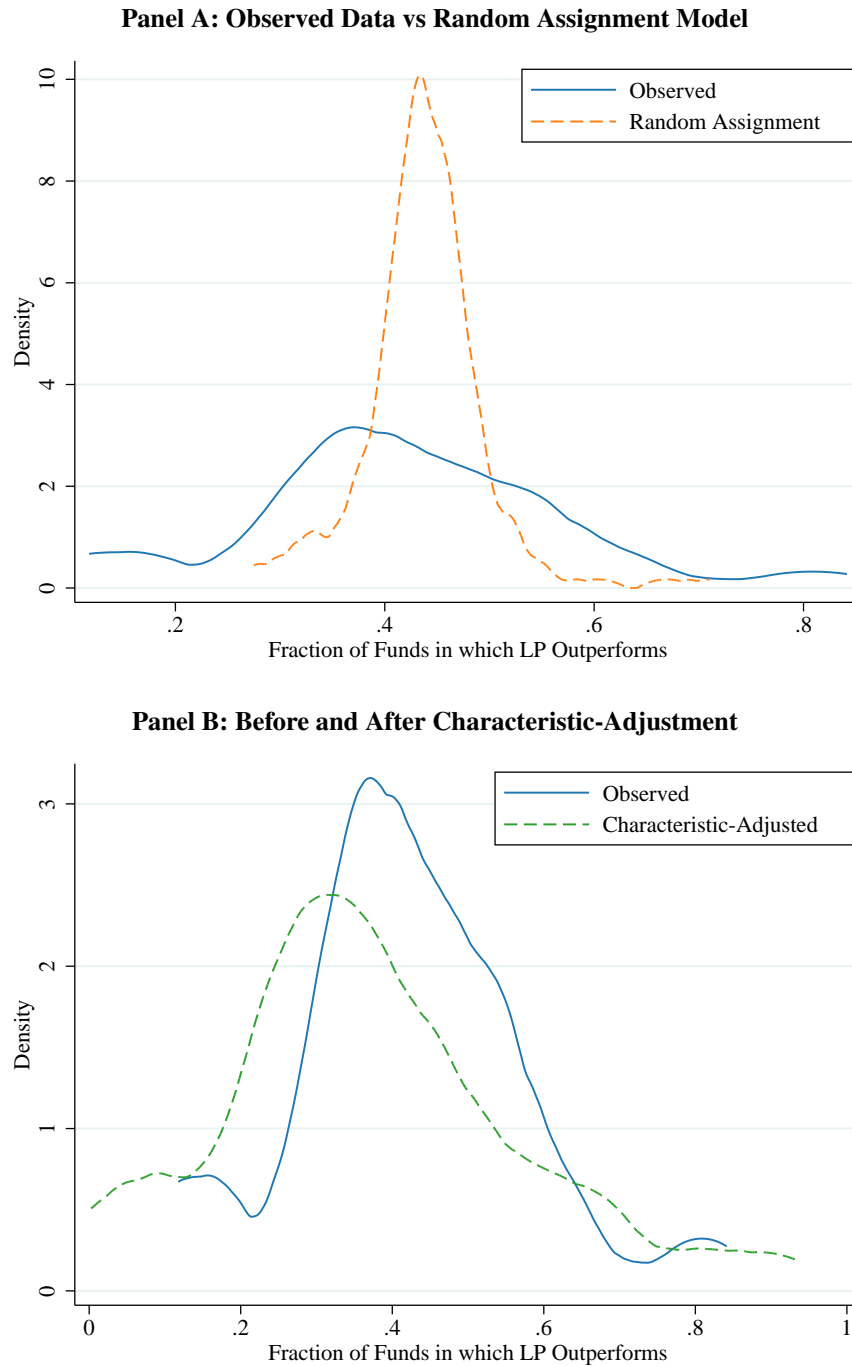 Panel A: Observed Data vs Random Assignment Model
Observed
Random Assignment
10
8
6
4
2
0
Density
.2 .4 .6 .8
Fraction of Funds in which LP Outperforms
Panel B: Before and After Characteristic-Adjustment
Observed
Characteristic-Adjusted
3
2
1
0
Density
0 .2 .4 .6 .8 1
Fraction of Funds in which LP Outperforms